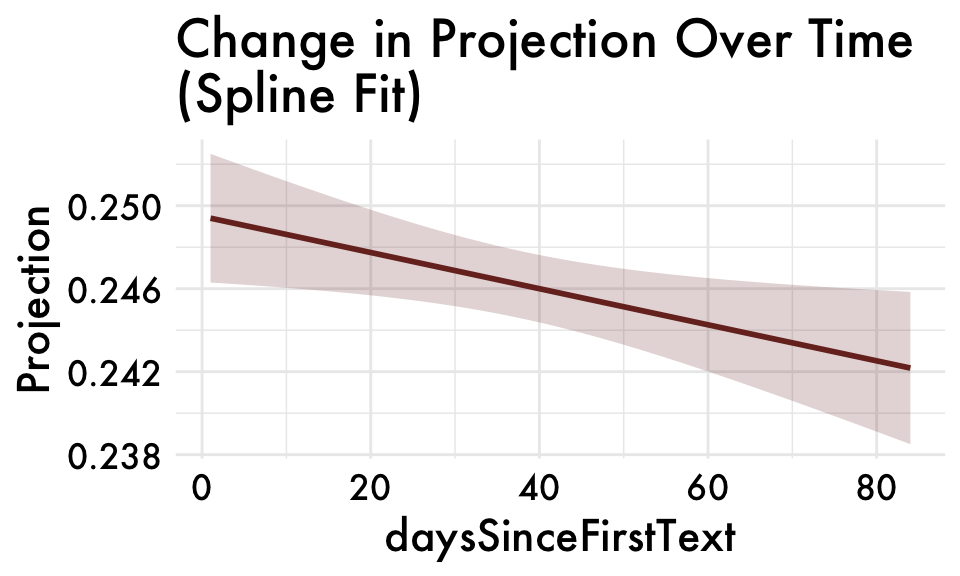 Change in Projection Over Time
(Spline Fit)
Projection
0.250
0.246
0.242
0.238
0
20
40
60
80
daysSinceFirstText